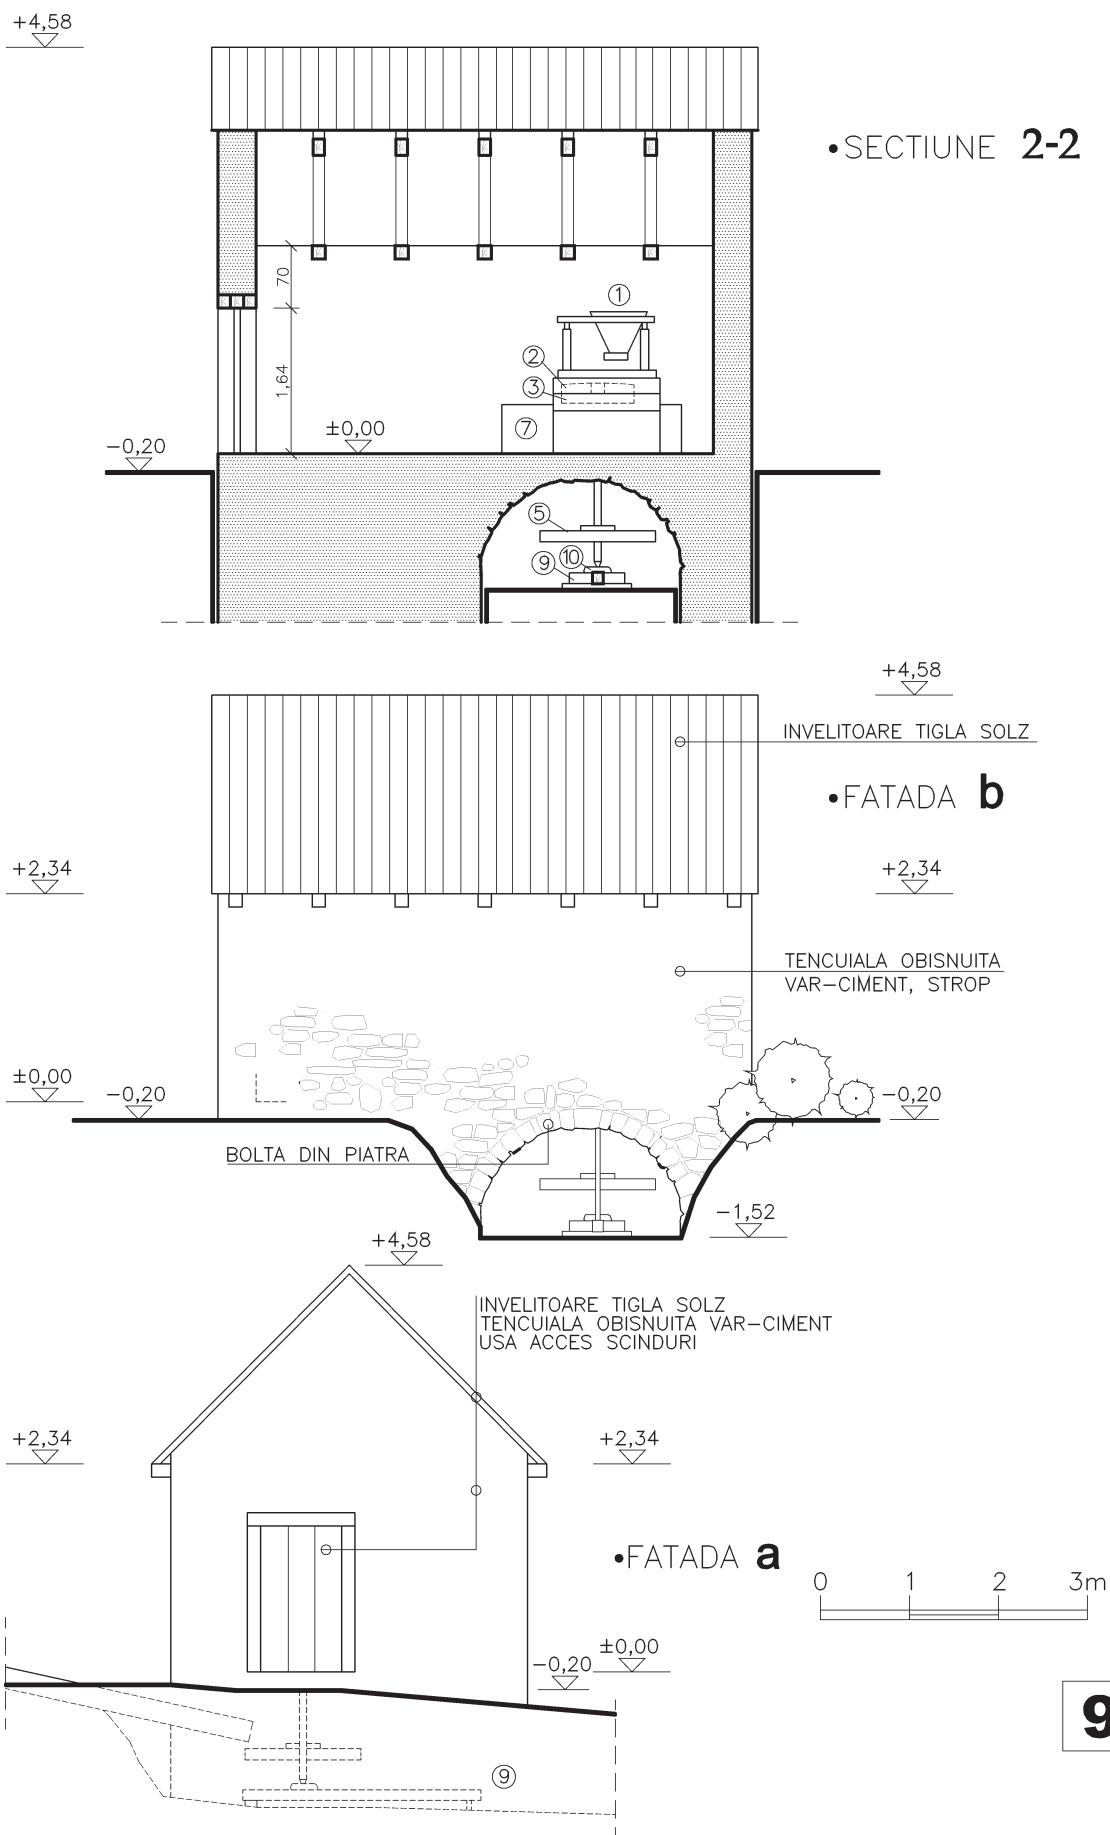 +4,58
•SECTIUNE 2-2
70
1,64
1
2
3
7
±0,00
-0,20
5
10
9
+4,58
INVELITOARE TIGLA SOLZ
•FATADA b
+2,34
+2,34
TENCUIALA OBISNUITA
VAR-CIMENT, STROP
±0,00
-0,20
-0,20
BOLTA DIN PIATRA
-1,52
+4,58
INVELITOARE TIGLA SOLZ
TENCUIALA OBISNUITA VAR-CIMENT
USA ACCES SCINDURI
+2,34
+2,34
•FATADA a
0 1 2 3m
±0,00
-0,20
9
9